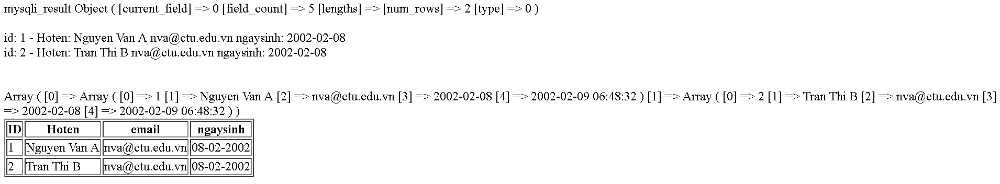 mysqli_result Object ( [current_field] => 0 [field_count] => 5 [lengths] => [num_rows] => 2 [type] => 0 )
id: 1 - Hoten: Nguyen Van A nva@ctu.edu.vn ngaysinh: 2002-02-08
id: 2 - Hoten: Tran Thi B nva@ctu.edu.vn ngaysinh: 2002-02-08
Array ( [0] => Array ( [0] => 1 [1] => Nguyen Van A [2] => nva@ctu.edu.vn [3] => 2002-02-08 [4] => 2002-02-09 06:48:32 ) [1] => Array ( [0] => 2 [1] => Tran Thi B [2] => nva@ctu.edu.vn [3]
=> 2002-02-08 [4] => 2002-02-09 06:48:32 ) )
ID Hoten email ngaysinh
1 Nguyen Van A nva@ctu.edu.vn 08-02-2002
2 Tran Thi B nva@ctu.edu.vn 08-02-2002